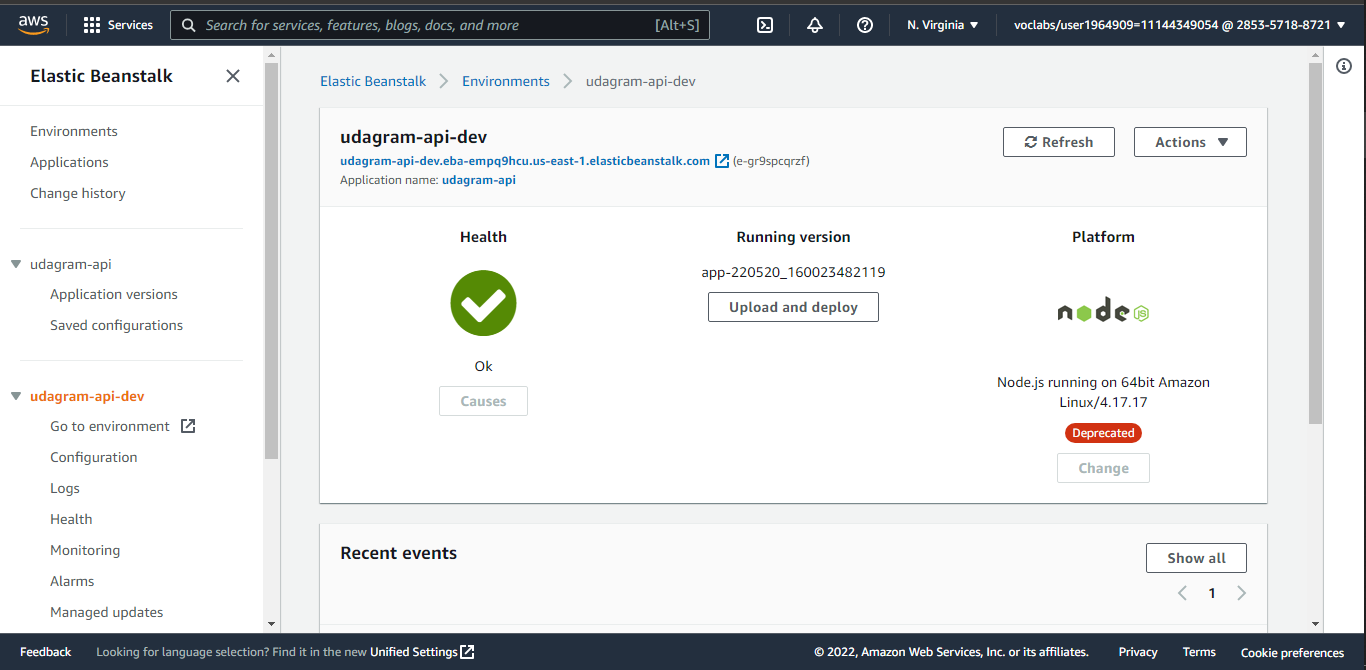 aws
Services
Search for services, features, blogs, docs, and more
[Alt+S]
N. Virginia ▼
voclabs/user1964909=11144349054 @ 2853-5718-8721 ▼
Elastic Beanstalk
Environments
Applications
Change history
udagram-api
Application versions
Saved configurations
udagram-api-dev
Go to environment
Configuration
Logs
Health
Monitoring
Alarms
Managed updates
Elastic Beanstalk > Environments > udagram-api-dev
udagram-api-dev
udagram-api-dev.eba-empq9hcu.us-east-1.elasticbeanstalk.com (e-gr9spcqrzf)
Application name: udagram-api
Refresh
Actions ▼
Health
Ok
Causes
Running version
app-220520_160023482119
Upload and deploy
Platform
node JS
Node.js running on 64bit Amazon
Linux/4.17.17
Deprecated
Change
Recent events
Show all
1
Feedback
Looking for language selection? Find it in the new Unified Settings
© 2022, Amazon Web Services, Inc. or its affiliates.
Privacy
Terms
Cookie preferences